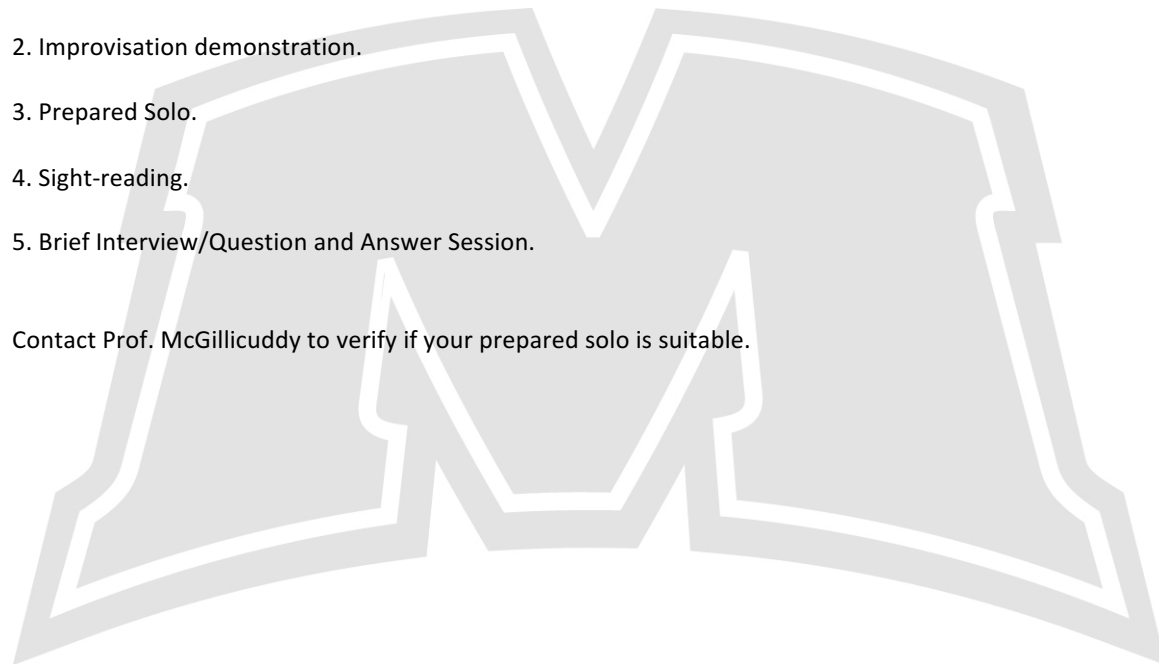 2. Improvisation demonstration.
3. Prepared Solo.
4. Sight-reading.
5. Brief Interview/Question and Answer Session.
Contact Prof. McGillicuddy to verify if your prepared solo is suitable.
M